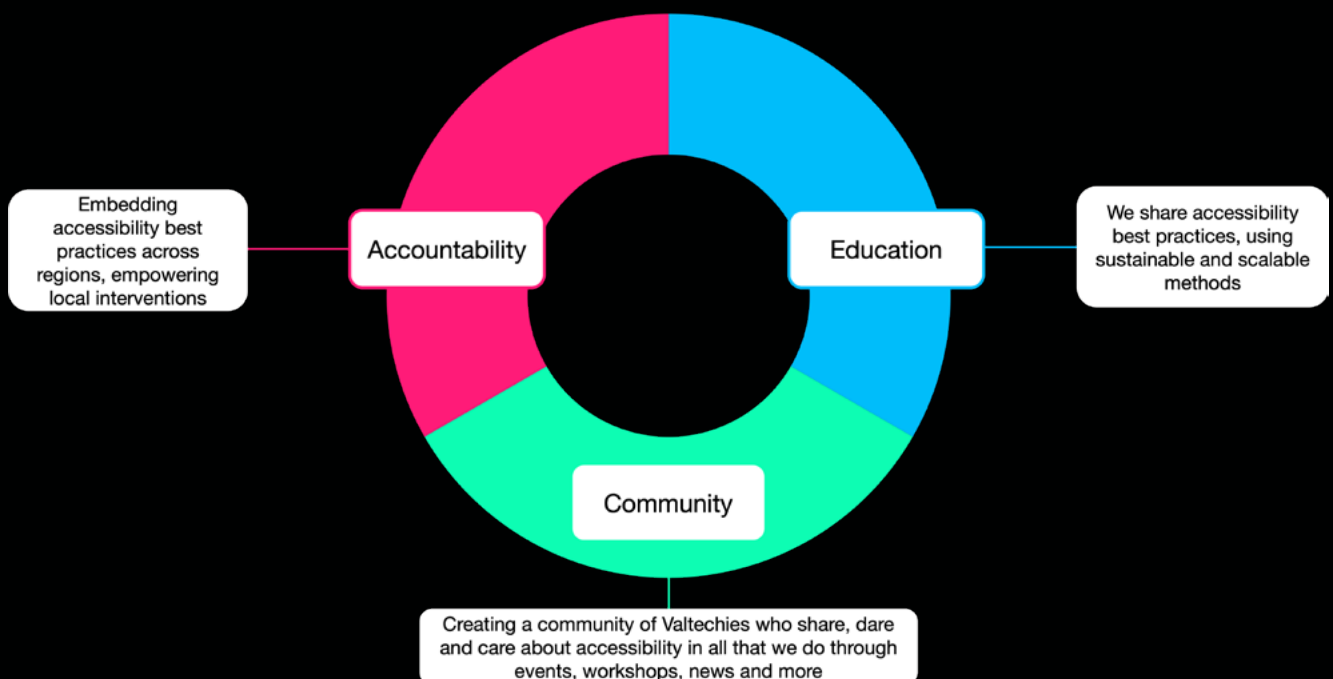 Embedding
accessibility best
practices across
regions, empowering
local interventions
Accountability
Education
We share accessibility
best practices, using
sustainable and scalable
methods
Community
Creating a community of Valtechies who share, dare
and care about accessibility in all that we do through
events, workshops, news and more